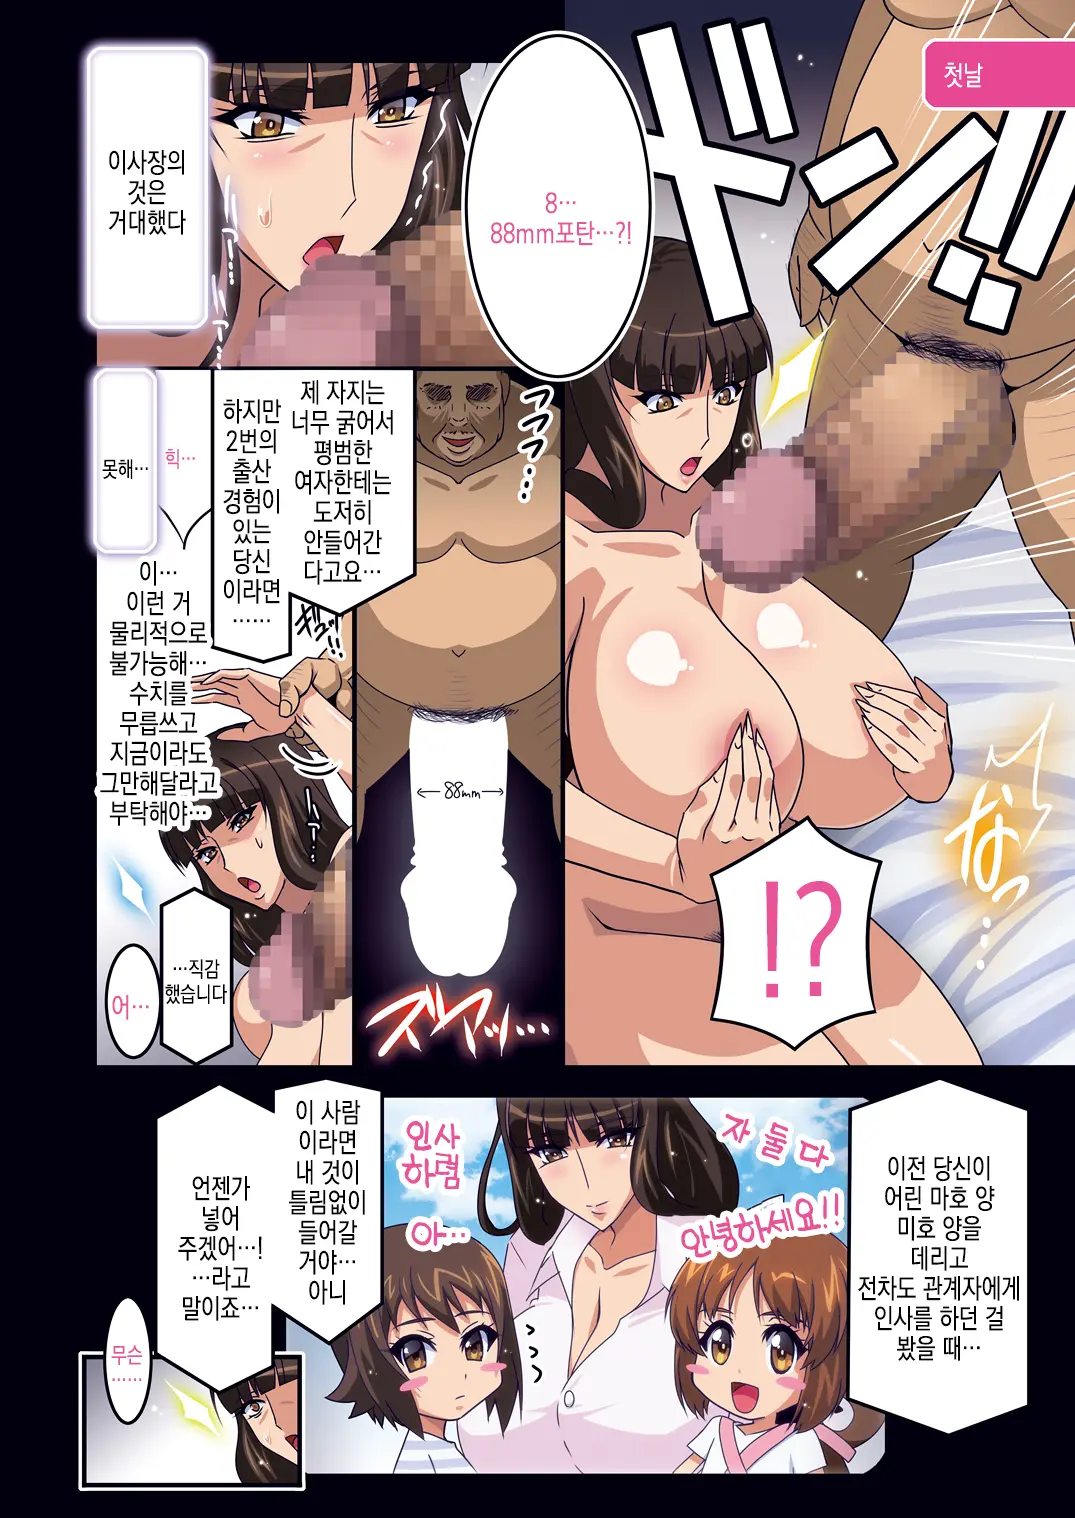 첫날
ドン!!
8…
88mm포탄…?!
이사장의
것은
거대했다
なっ…
!?
제 자지는
너무 굵어서
평범한
여자한테는
도저히
안들어간
다고요…
하지만
2번의
출산
경험이
있는
당신
이라면
……
88mm
ズァッ…
힉…
못해…
이…
이런 거
물리적으로
불가능해…
수치를
무릅쓰고
지금이라도
그만해달라고
부탁해야…
…직감
했습니다
어…
이전 당신이
어린 마호 양
미호 양을
데리고
전차도 관계자에게
인사를 하던 걸
봤을 때…
자 둘 다
인사
하렴
안녕하세요!!
아…
이 사람
이라면
내 것이
틀림없이
들어갈
거야…
아니
언젠가
넣어
주겠어…!
…라고
말이죠…
무슨
……